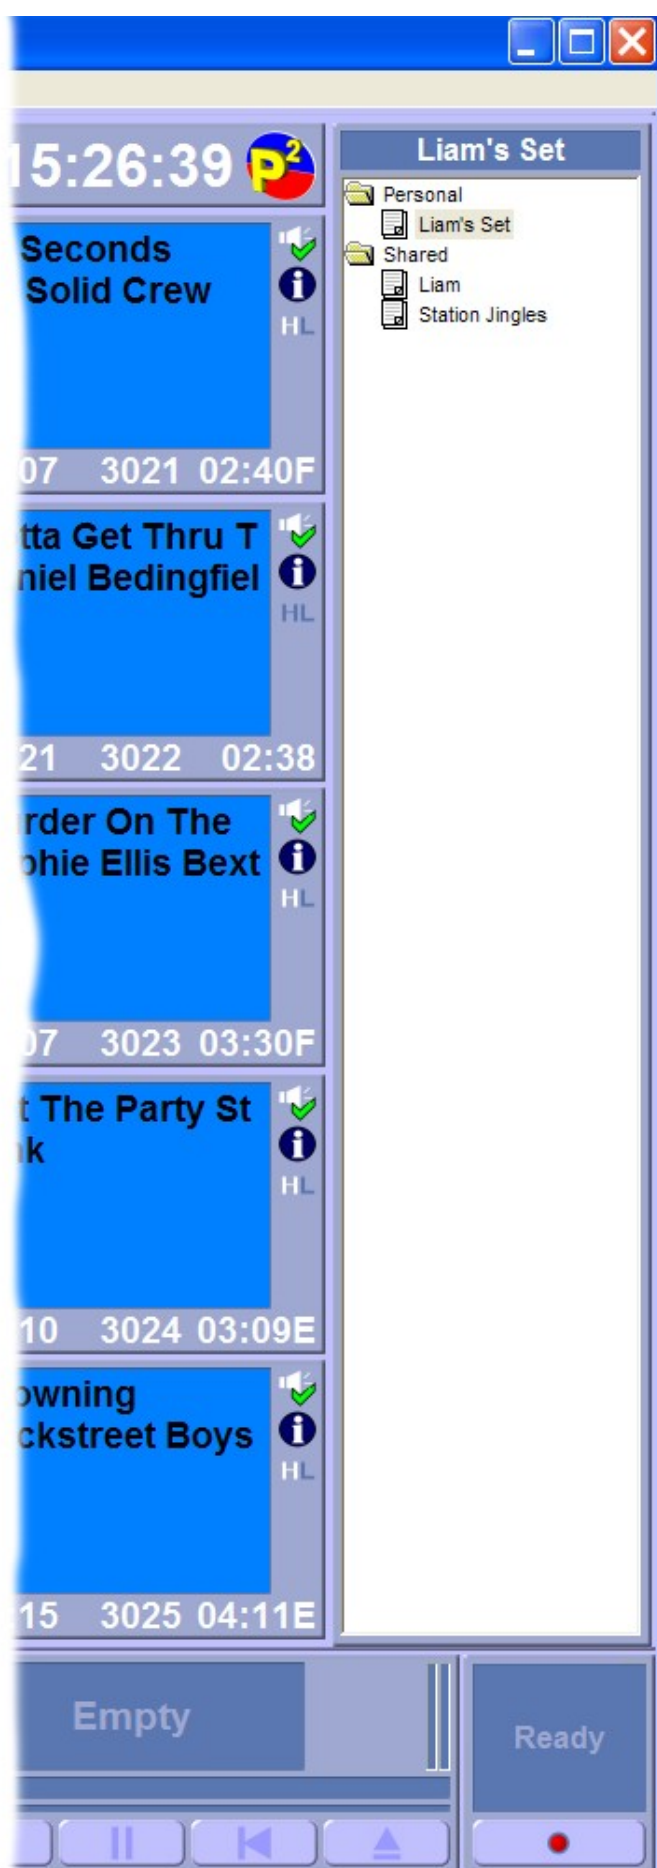 15:26:39 P2
Liam's Set
Personal
Liam's Set
Shared
Liam
Station Jingles
Seconds
Solid Crew
HL
07 3021 02:40F
tta Get Thru T
niel Bedingfiel
HL
21 3022 02:38
rder On The
phie Ellis Bext
HL
07 3023 03:30F
t The Party St
nk
HL
10 3024 03:09E
owning
ckstreet Boys
HL
:15 3025 04:11E
Empty
Ready